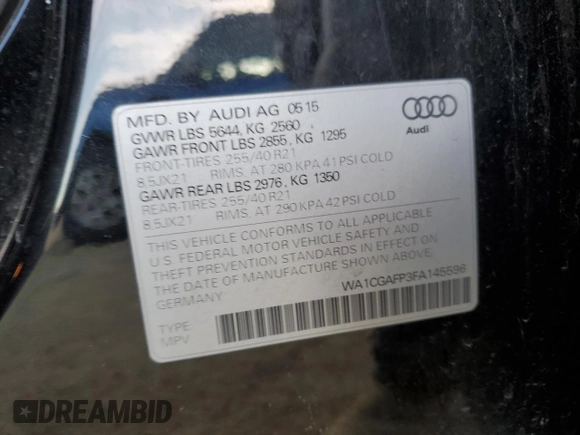 MFD. BY AUDI AG 05 15
GVWR LBS 5644, KG 2560
GAWR FRONT LBS 2855, KG 1295
FRONT-TIRES 255/40 R21
8.5JX21 RIMS, AT 280 KPA 41 PSI COLD
GAWR REAR LBS 2976, KG 1350
REAR-TIRES 255/40 R21
8.5JX21 RIMS, AT 290 KPA 42 PSI COLD
THIS VEHICLE CONFORMS TO ALL APPLICABLE
U.S. FEDERAL MOTOR VEHICLE SAFETY AND
THEFT PREVENTION STANDARDS IN EFFECT ON
THE DATE OF MANUFACTURE SHOWN ABOVE.
GERMANY
WA1CGAFP3FA145596
TYPE
MPV
Audi
DREAMBID